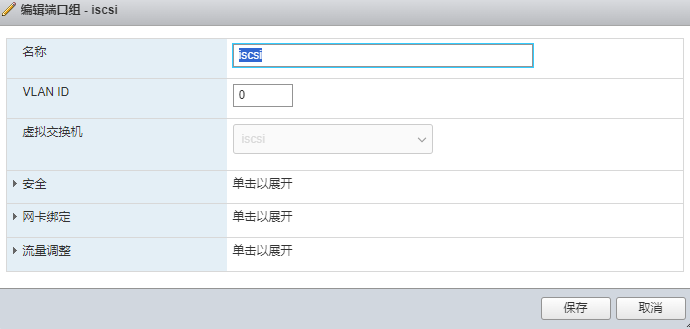 编辑端口组 - iscsi
名称 iscsi
VLAN ID 0
虚拟交换机 iscsi
安全 单击以展开
网卡绑定 单击以展开
流量调整 单击以展开
保存 取消